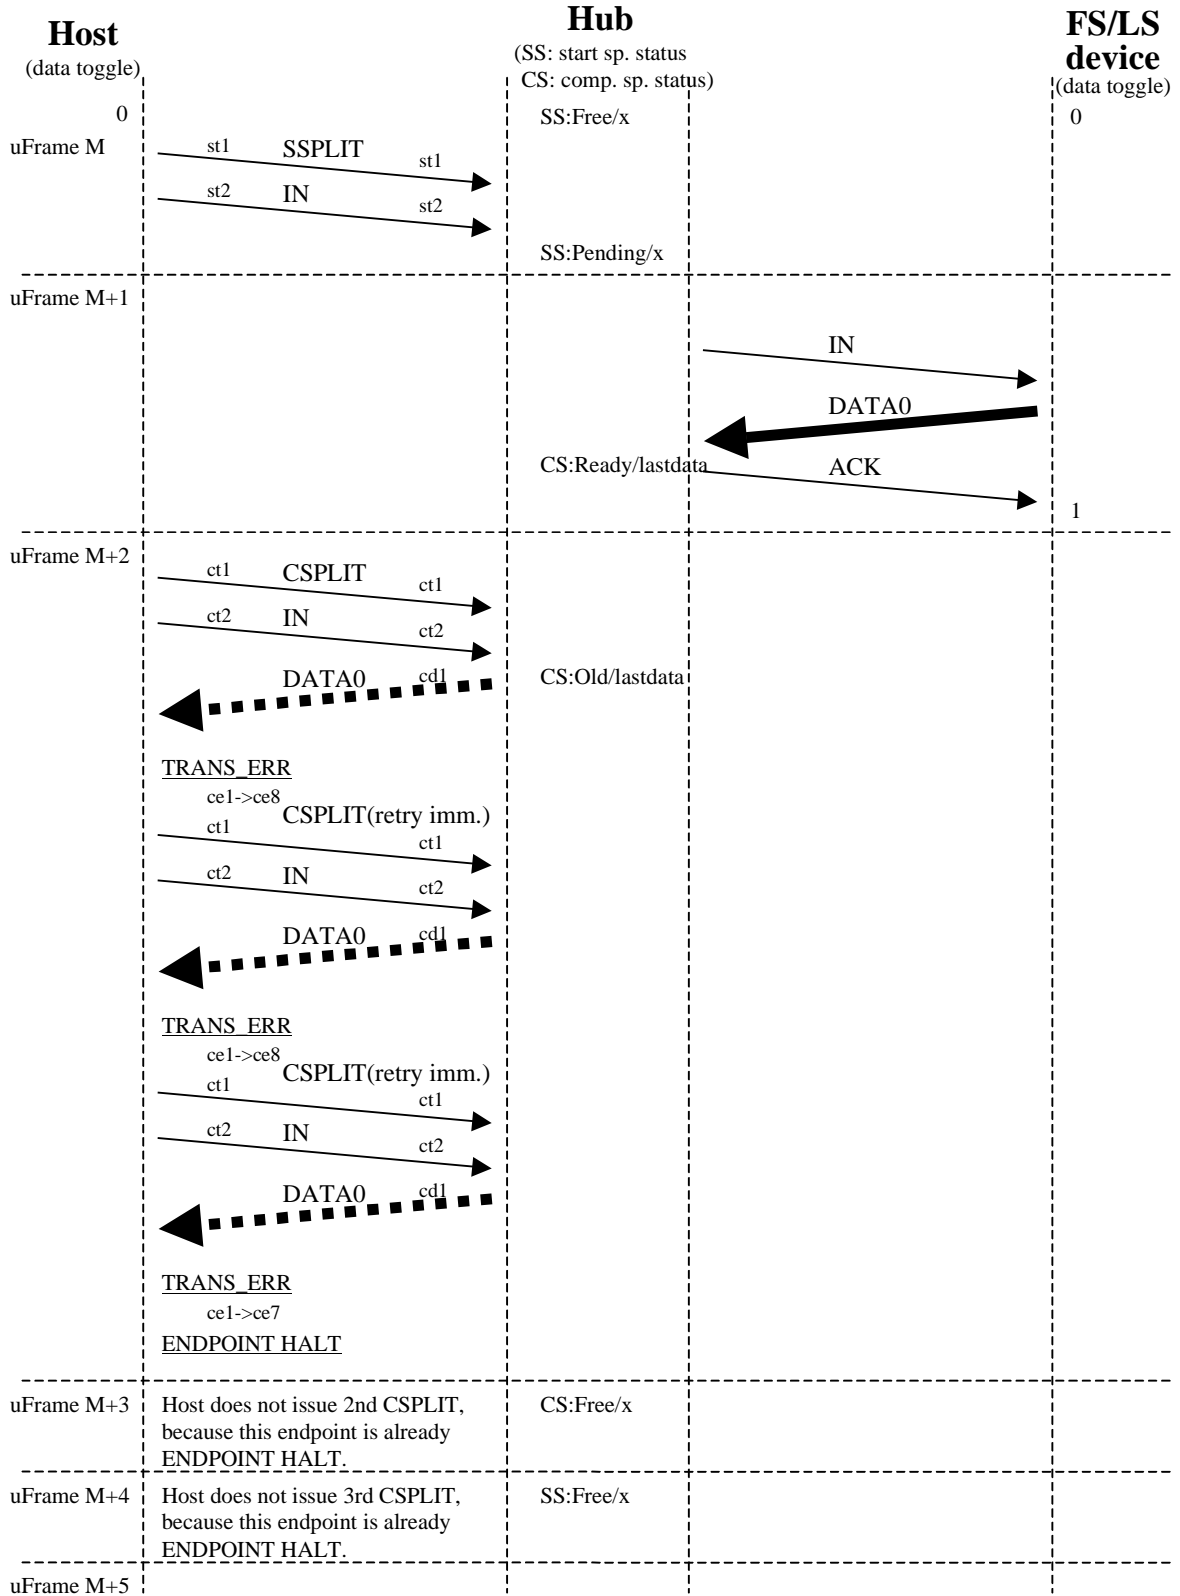 Host
(data toggle)
Hub
(SS: start sp. status
CS: comp. sp. status)
FS/LS
device
(data toggle)
0
SS:Free/x
0
uFrame M
st1
SSPLIT
st1
st2
IN
st2
SS:Pending/x
uFrame M+1
IN
DATA0
CS:Ready/lastdata
ACK
1
uFrame M+2
ct1
CSPLIT
ct1
ct2
IN
ct2
DATA0
cd1
CS:Old/lastdata
TRANS_ERR
ce1->ce8
CSPLIT(retry imm.)
ct1
ct1
ct2
IN
ct2
DATA0
cd1
TRANS_ERR
ce1->ce8
CSPLIT(retry imm.)
ct1
ct1
ct2
IN
ct2
DATA0
cd1
TRANS_ERR
ce1->ce7
ENDPOINT HALT
uFrame M+3
Host does not issue 2nd CSPLIT,
because this endpoint is already
ENDPOINT HALT.
CS:Free/x
uFrame M+4
Host does not issue 3rd CSPLIT,
because this endpoint is already
ENDPOINT HALT.
SS:Free/x
uFrame M+5